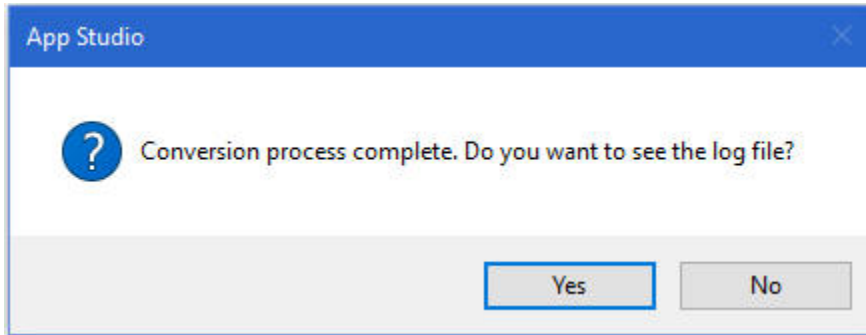 App Studio
Conversion process complete. Do you want to see the log file?
Yes
No